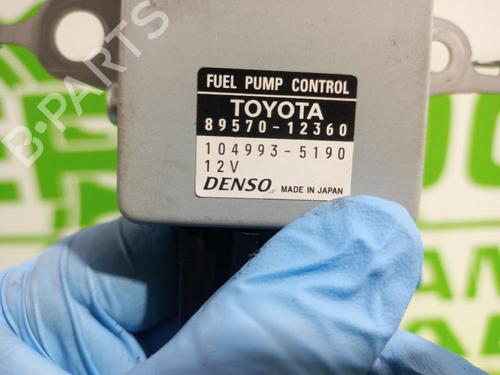 B-PARTS
FUEL PUMP CONTROL
TOYOTA
89570-12360
104993-5190
12V
DENSO MADE IN JAPAN